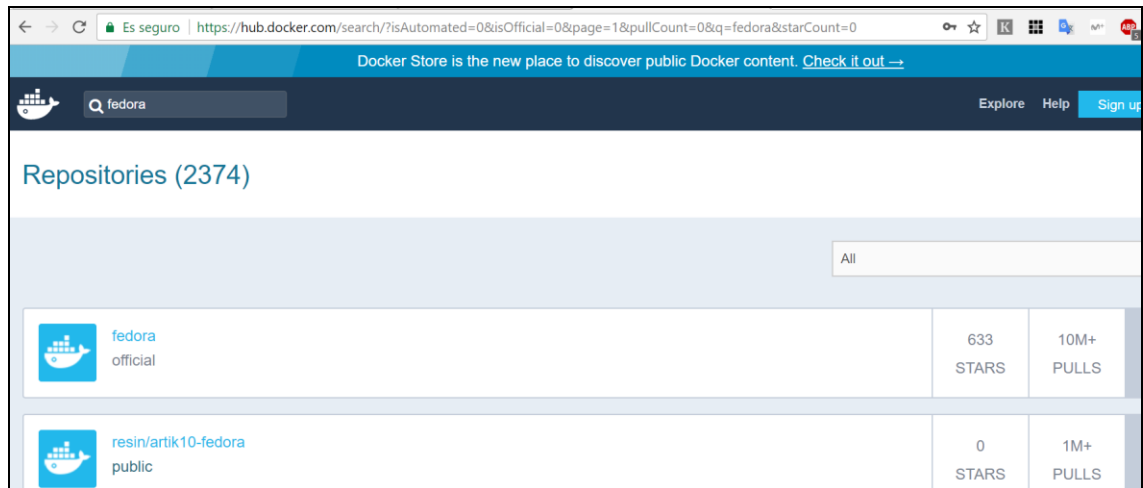 Es seguro | https://hub.docker.com/search/?isAutomated=0&isOfficial=0&page=1&pullCount=0&q=fedora&starCount=0
Docker Store is the new place to discover public Docker content. Check it out →
fedora Explore Help Sign up
Repositories (2374)
All
fedora
official
633
STARS
10M+
PULLS
resin/artik10-fedora
public
0
STARS
1M+
PULLS